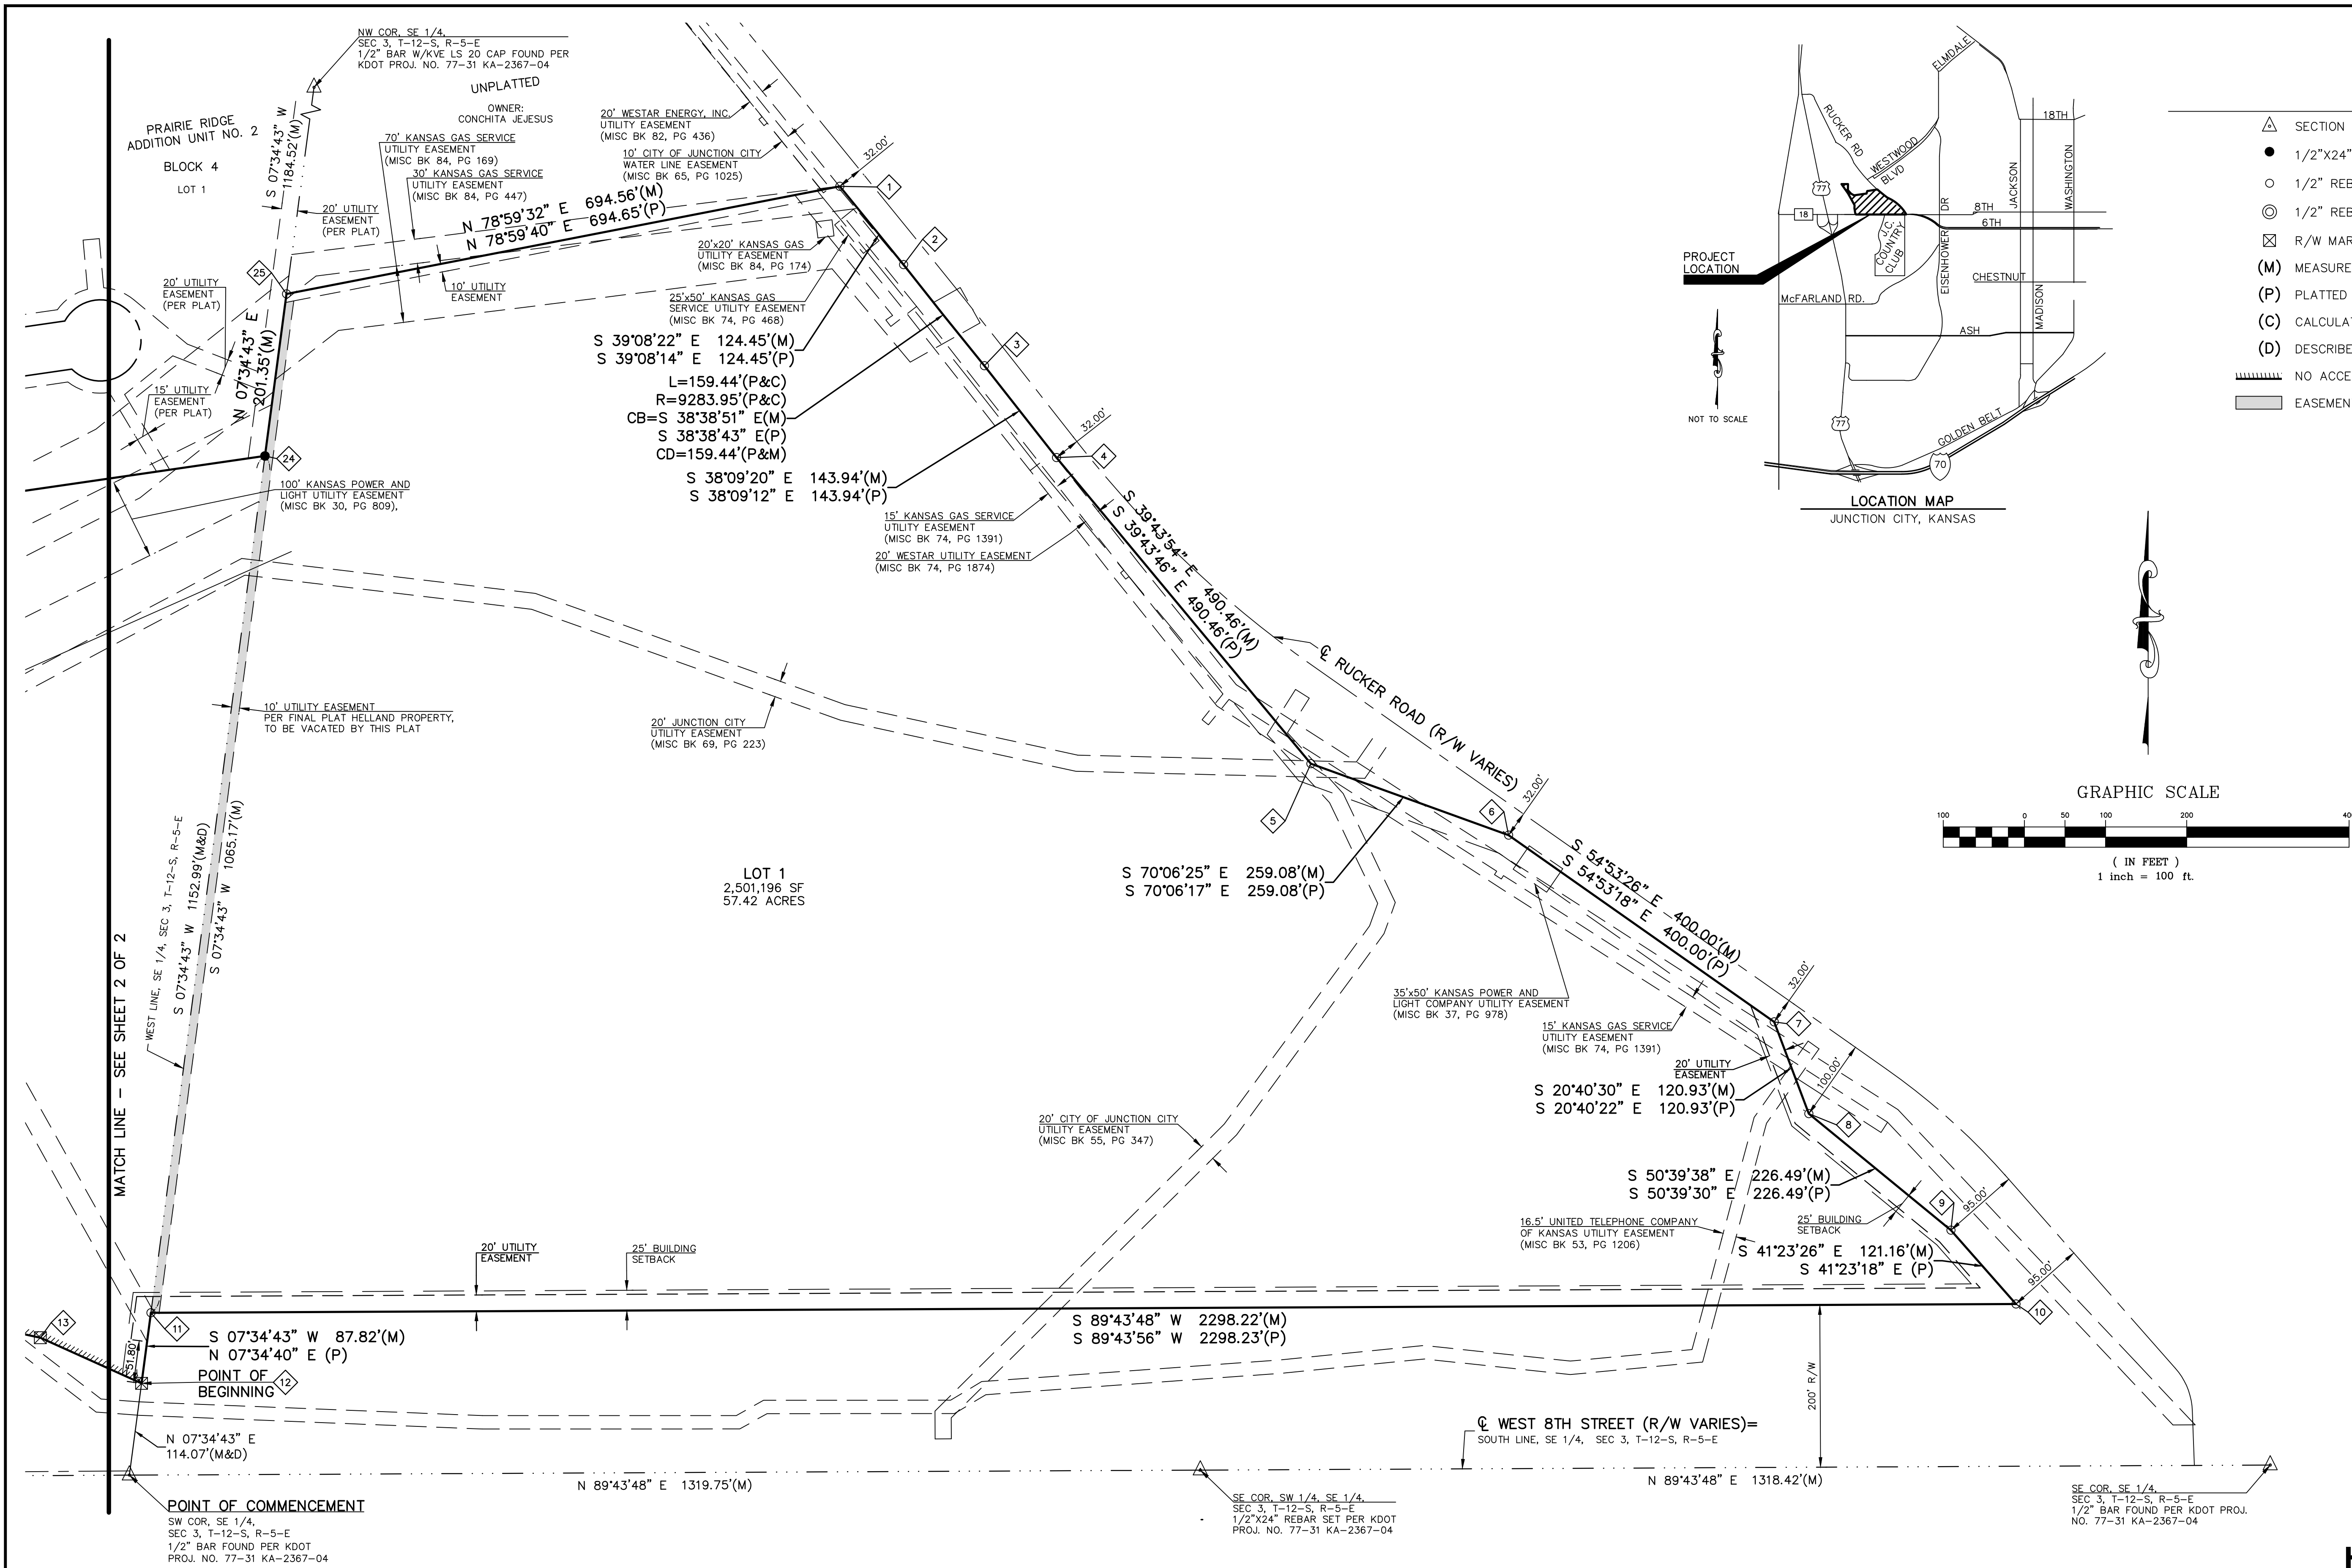 NW COR, SE 1/4,
SEC 3, T-12-S, R-5-E
1/2" BAR W/KVE LS 20 CAP FOUND PER
KDOT PROJ. NO. 77-31 KA-2367-04
UNPLATTED
OWNER:
CONCHITA JEJESUS
PRAIRIE RIDGE
ADDITION UNIT NO. 2
BLOCK 4
LOT 1
S 07°34'43" W
1184.52'(M)
70' KANSAS GAS SERVICE
UTILITY EASEMENT
(MISC BK 84, PG 169)
30' KANSAS GAS SERVICE
UTILITY EASEMENT
(MISC BK 84, PG 447)
20' WESTAR ENERGY, INC.
UTILITY EASEMENT
(MISC BK 82, PG 436)
10' CITY OF JUNCTION CITY
WATER LINE EASEMENT
(MISC BK 65, PG 1025)
32.00'
1
20' UTILITY
EASEMENT
(PER PLAT)
N 78°59'32" E 694.56'(M)
N 78°59'40" E 694.65'(P)
20'x20' KANSAS GAS
UTILITY EASEMENT
(MISC BK 84, PG 174)
2
25
20' UTILITY
EASEMENT
(PER PLAT)
10' UTILITY
EASEMENT
25'x50' KANSAS GAS
SERVICE UTILITY EASEMENT
(MISC BK 74, PG 468)
N 07°34'43" E
201.35'(M)
S 39°08'22" E 124.45'(M)
S 39°08'14" E 124.45'(P)
3
15' UTILITY
EASEMENT
(PER PLAT)
L=159.44'(P&C)
R=9283.95'(P&C)
CB=S 38°38'51" E(M)
S 38°38'43" E(P)
CD=159.44'(P&M)
32.00'
4
24
S 38°09'20" E 143.94'(M)
S 38°09'12" E 143.94'(P)
100' KANSAS POWER AND
LIGHT UTILITY EASEMENT
(MISC BK 30, PG 809),
15' KANSAS GAS SERVICE
UTILITY EASEMENT
(MISC BK 74, PG 1391)
20' WESTAR UTILITY EASEMENT
(MISC BK 74, PG 1874)
S 39°43'54" E 490.46'(M)
S 39°43'46" E 490.46'(P)
℄ RUCKER ROAD (R/W VARIES)
10' UTILITY EASEMENT
PER FINAL PLAT HELLAND PROPERTY,
TO BE VACATED BY THIS PLAT
20' JUNCTION CITY
UTILITY EASEMENT
(MISC BK 69, PG 223)
5
6
32.00'
S 70°06'25" E 259.08'(M)
S 70°06'17" E 259.08'(P)
S 54°53'26" E 400.00'(M)
S 54°53'18" E 400.00'(P)
LOT 1
2,501,196 SF
57.42 ACRES
WEST LINE, SE 1/4, SEC 3, T-12-S, R-5-E
S 07°34'43" W 1152.99'(M&D)
S 07°34'43" W 1065.17'(M)
MATCH LINE - SEE SHEET 2 OF 2
35'x50' KANSAS POWER AND
LIGHT COMPANY UTILITY EASEMENT
(MISC BK 37, PG 978)
15' KANSAS GAS SERVICE
UTILITY EASEMENT
(MISC BK 74, PG 1391)
32.00'
7
20' UTILITY
EASEMENT
100.00'
S 20°40'30" E 120.93'(M)
S 20°40'22" E 120.93'(P)
8
20' CITY OF JUNCTION CITY
UTILITY EASEMENT
(MISC BK 55, PG 347)
S 50°39'38" E 226.49'(M)
S 50°39'30" E 226.49'(P)
9
95.00'
16.5' UNITED TELEPHONE COMPANY
OF KANSAS UTILITY EASEMENT
(MISC BK 53, PG 1206)
25' BUILDING
SETBACK
S 41°23'26" E 121.16'(M)
S 41°23'18" E (P)
95.00'
10
20' UTILITY
EASEMENT
25' BUILDING
SETBACK
13
11
S 07°34'43" W 87.82'(M)
N 07°34'40" E (P)
51.80'
POINT OF
BEGINNING
12
S 89°43'48" W 2298.22'(M)
S 89°43'56" W 2298.23'(P)
200' R/W
N 07°34'43" E
114.07'(M&D)
℄ WEST 8TH STREET (R/W VARIES)=
SOUTH LINE, SE 1/4, SEC 3, T-12-S, R-5-E
N 89°43'48" E 1319.75'(M)
N 89°43'48" E 1318.42'(M)
POINT OF COMMENCEMENT
SW COR, SE 1/4,
SEC 3, T-12-S, R-5-E
1/2" BAR FOUND PER KDOT
PROJ. NO. 77-31 KA-2367-04
SE COR, SW 1/4, SE 1/4,
SEC 3, T-12-S, R-5-E
1/2"X24" REBAR SET PER KDOT
PROJ. NO. 77-31 KA-2367-04
SE COR, SE 1/4,
SEC 3, T-12-S, R-5-E
1/2" BAR FOUND PER KDOT PROJ.
NO. 77-31 KA-2367-04
ELMDALE
RUCKER RD
WESTWOOD
BLVD
18TH
JACKSON
WASHINGTON
77
18
8TH
6TH
J.C.
COUNTRY
CLUB
EISENHOWER DR
PROJECT
LOCATION
McFARLAND RD.
CHESTNUT
MADISON
ASH
77
GOLDEN BELT
70
NOT TO SCALE
LOCATION MAP
JUNCTION CITY, KANSAS
SECTION
1/2"X24"
1/2" REB
1/2" REB
R/W MAR
(M) MEASURE
(P) PLATTED
(C) CALCULAT
(D) DESCRIBE
NO ACCE
EASEMEN
GRAPHIC SCALE
100 0 50 100 200 40
( IN FEET )
1 inch = 100 ft.